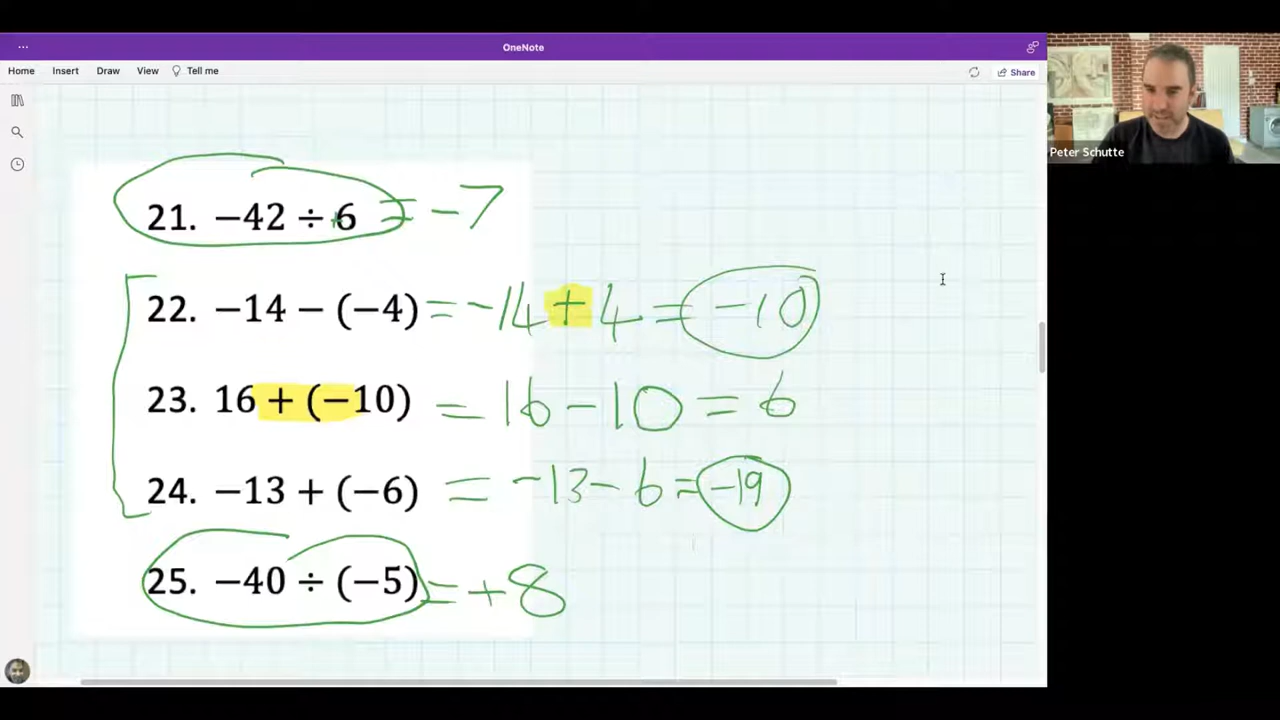 OneNote
Home Insert Draw View Tell me Share
Peter Schutte
21. −42 ÷ +6 = −7
22. −14 − (−4) = −14 + 4 = −10
23. 16 + (−10) = 16 − 10 = 6
24. −13 + (−6) = −13 − 6 = −19
25. −40 ÷ (−5) = +8